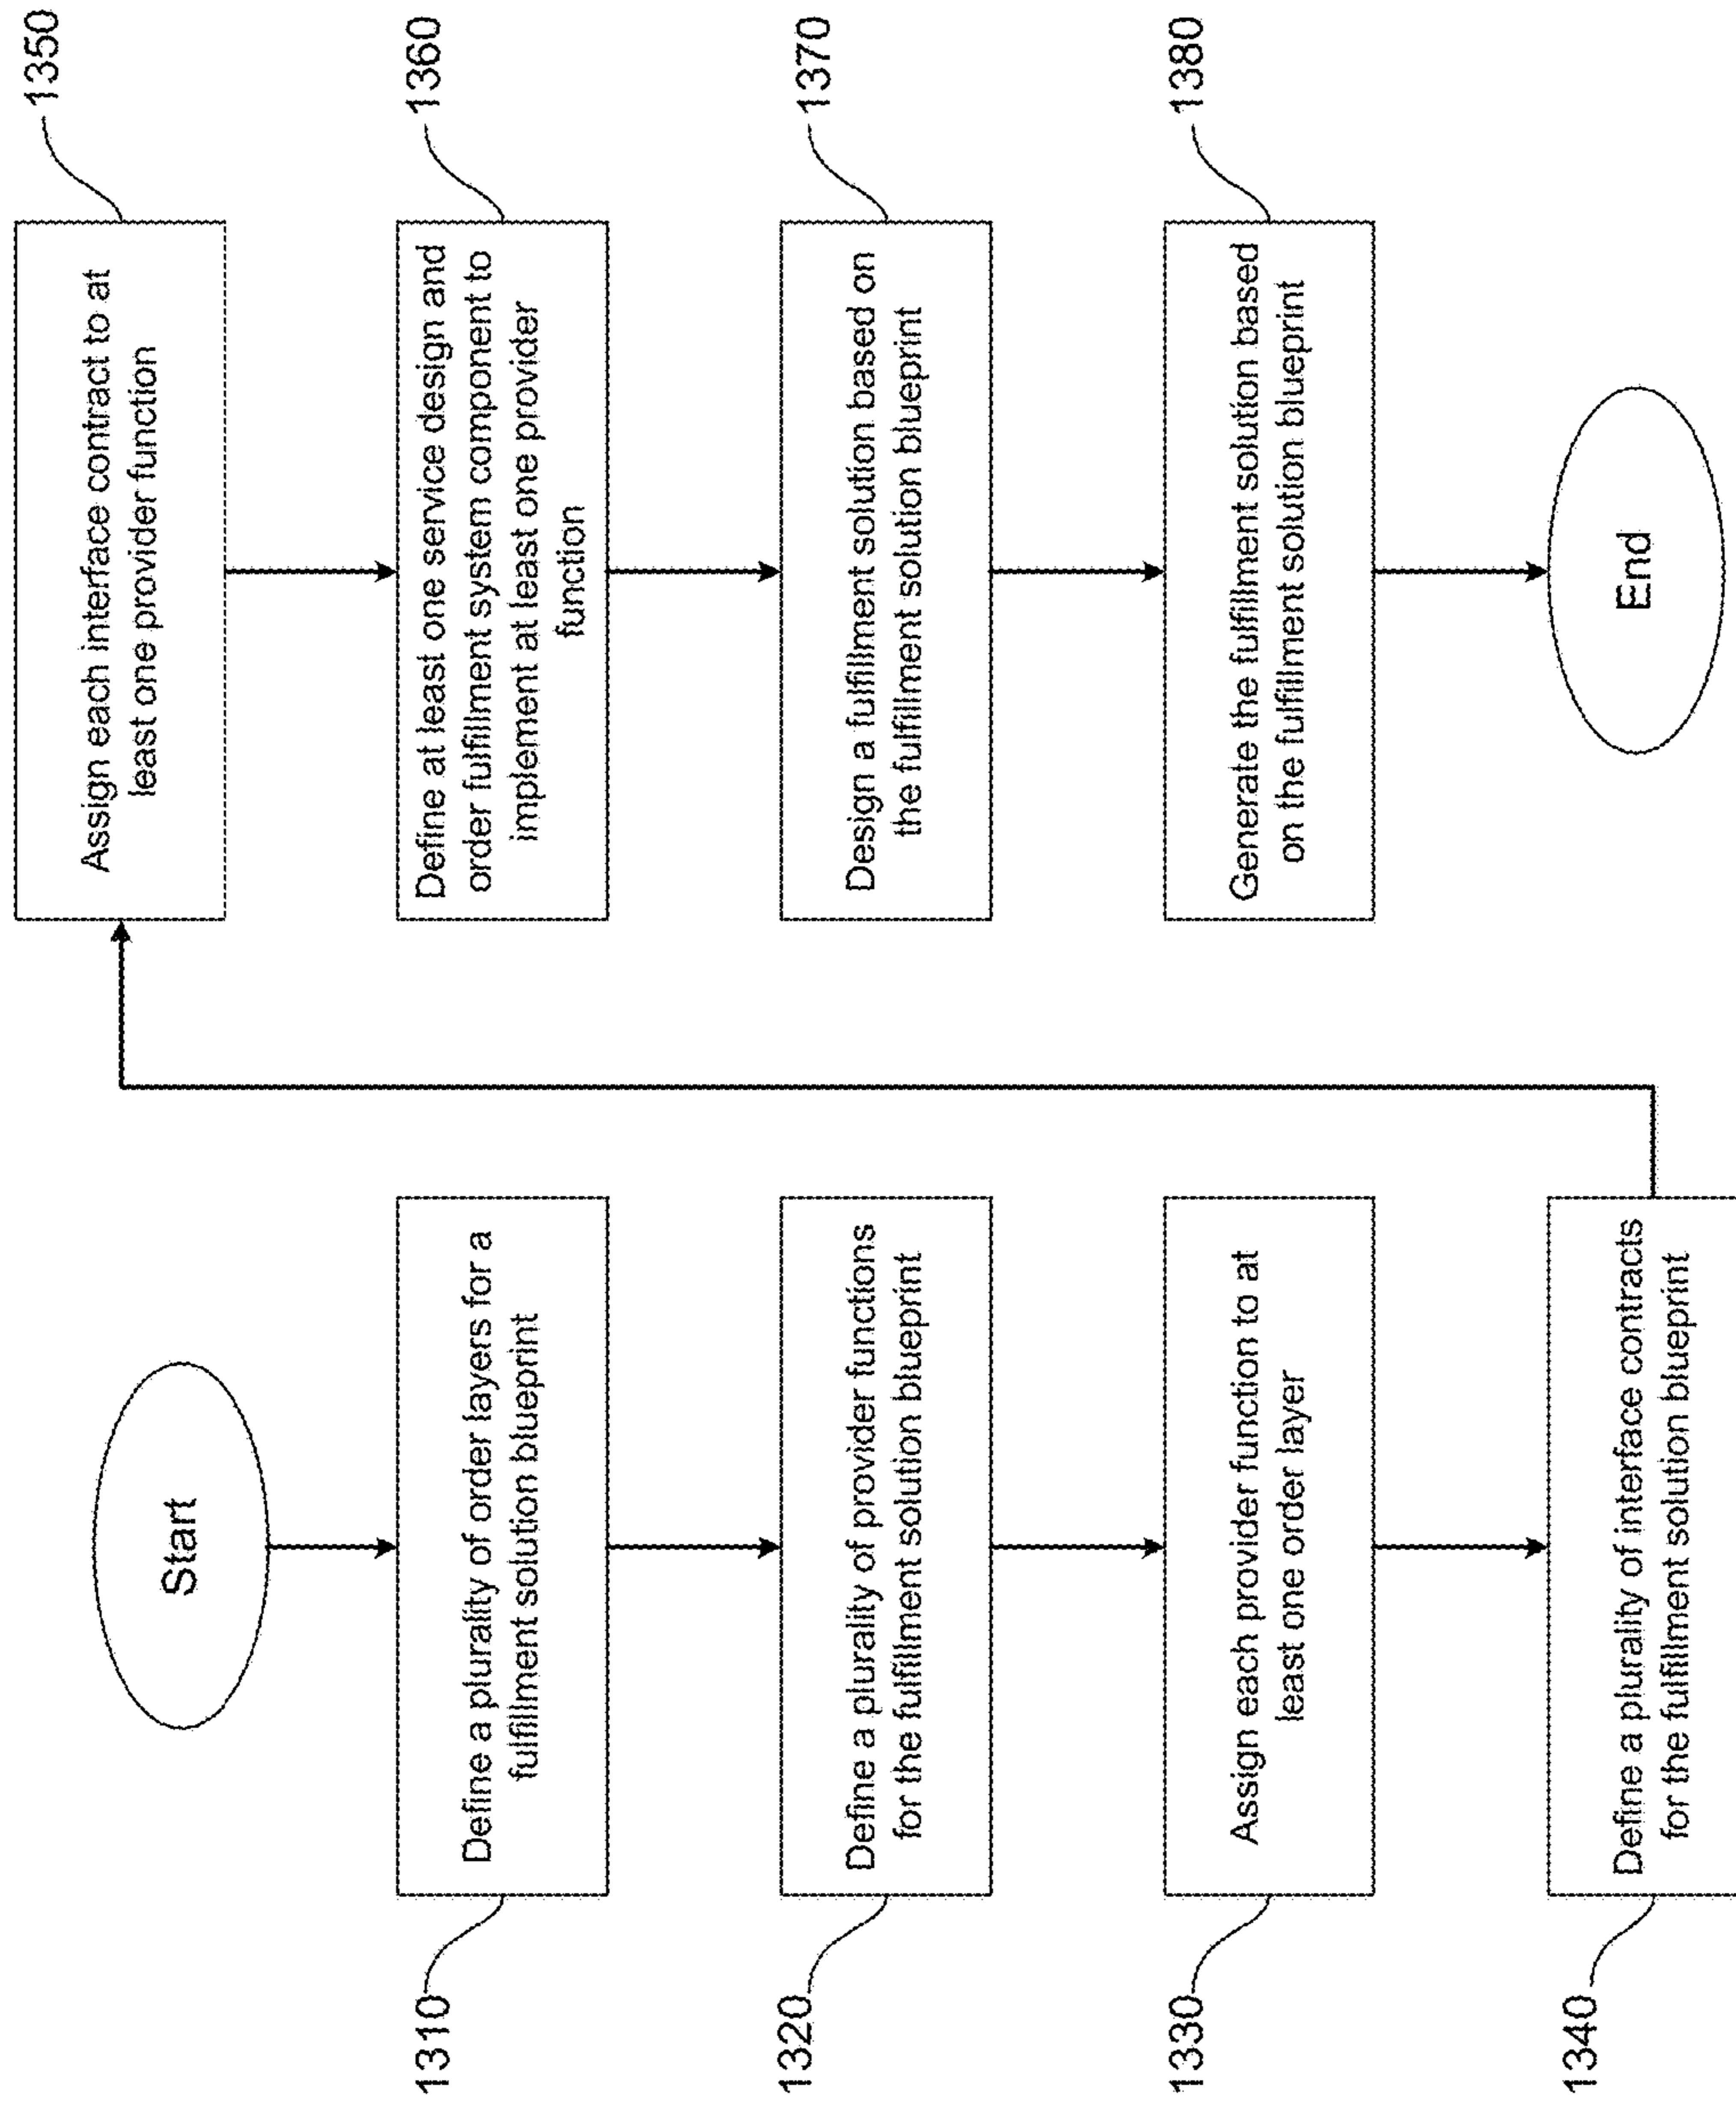 Start
1310
Define a plurality of order layers for a
fulfillment solution blueprint
1320
Define a plurality of provider functions
for the fulfillment solution blueprint
1330
Assign each provider function to at
least one order layer
1340
Define a plurality of interface contracts
for the fulfillment solution blueprint
1350
Assign each interface contract to at
least one provider function
1360
Define at least one service design and
order fulfillment system component to
implement at least one provider
function
1370
Design a fulfillment solution based on
the fulfillment solution blueprint
1380
Generate the fulfillment solution based
on the fulfillment solution blueprint
End